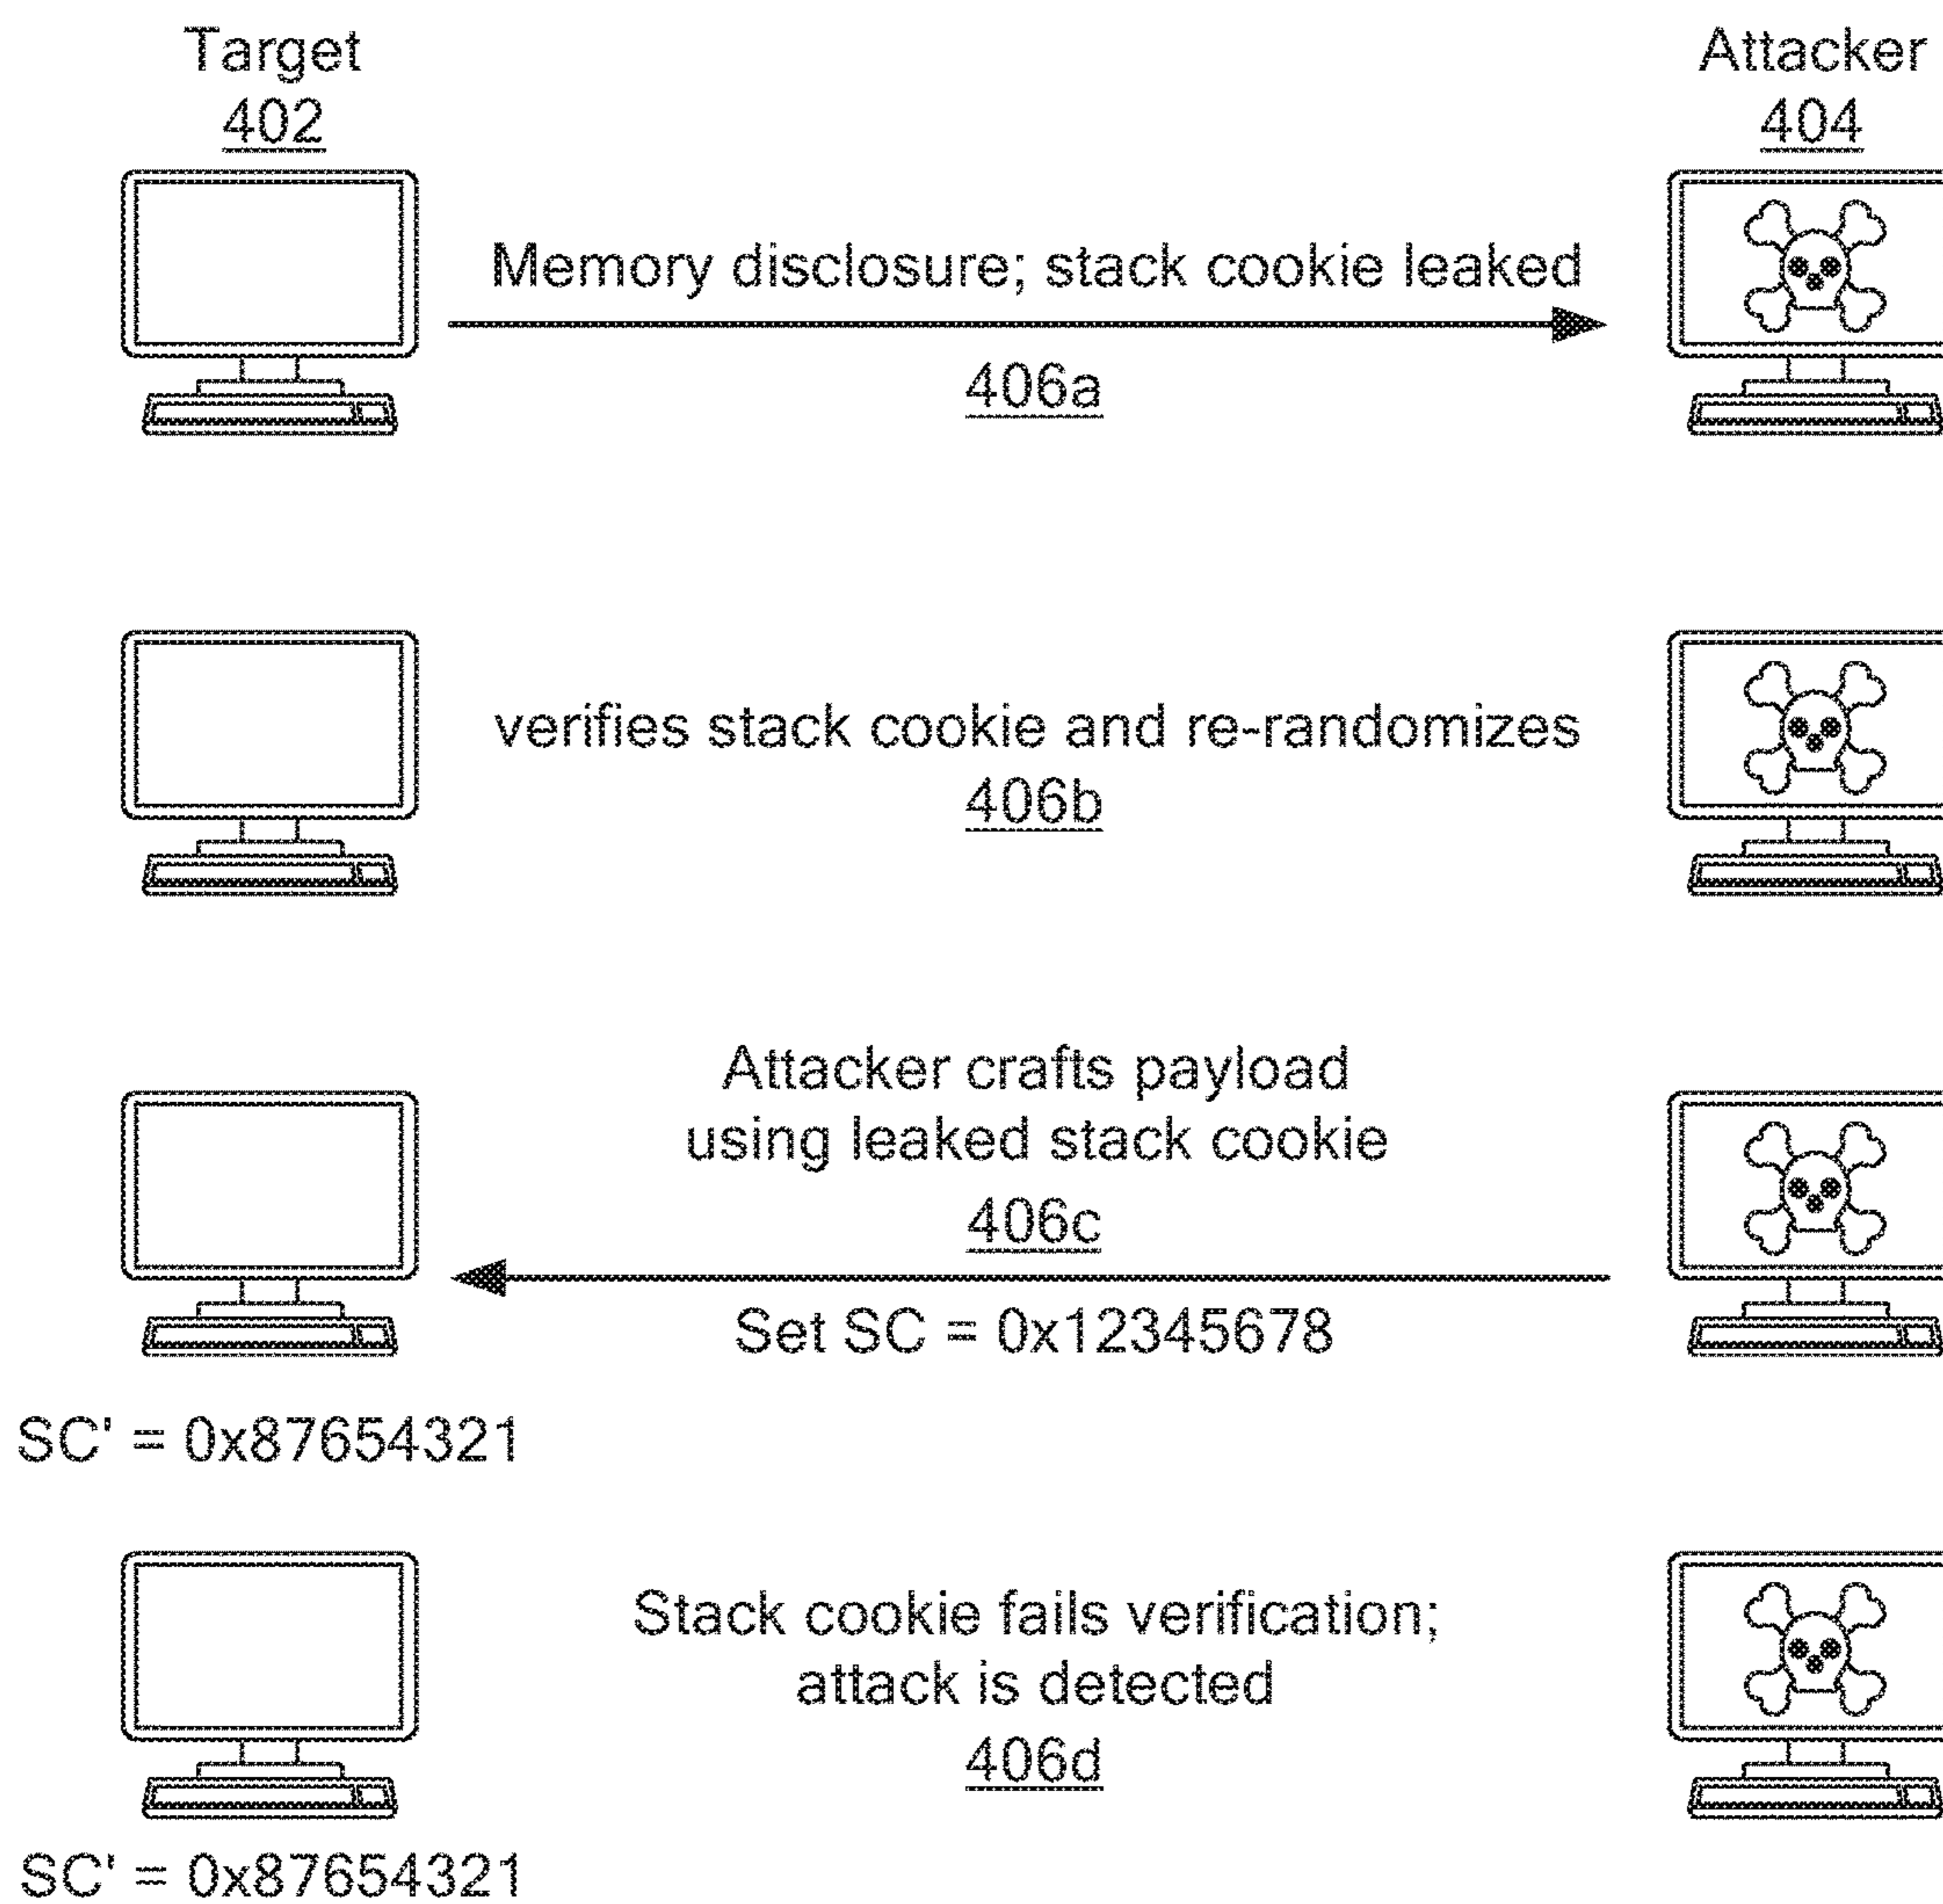 Target
402
Attacker
404
Memory disclosure; stack cookie leaked
406a
verifies stack cookie and re-randomizes
406b
Attacker crafts payload
using leaked stack cookie
406c
Set SC = 0x12345678
SC' = 0x87654321
Stack cookie fails verification;
attack is detected
406d
SC' = 0x87654321